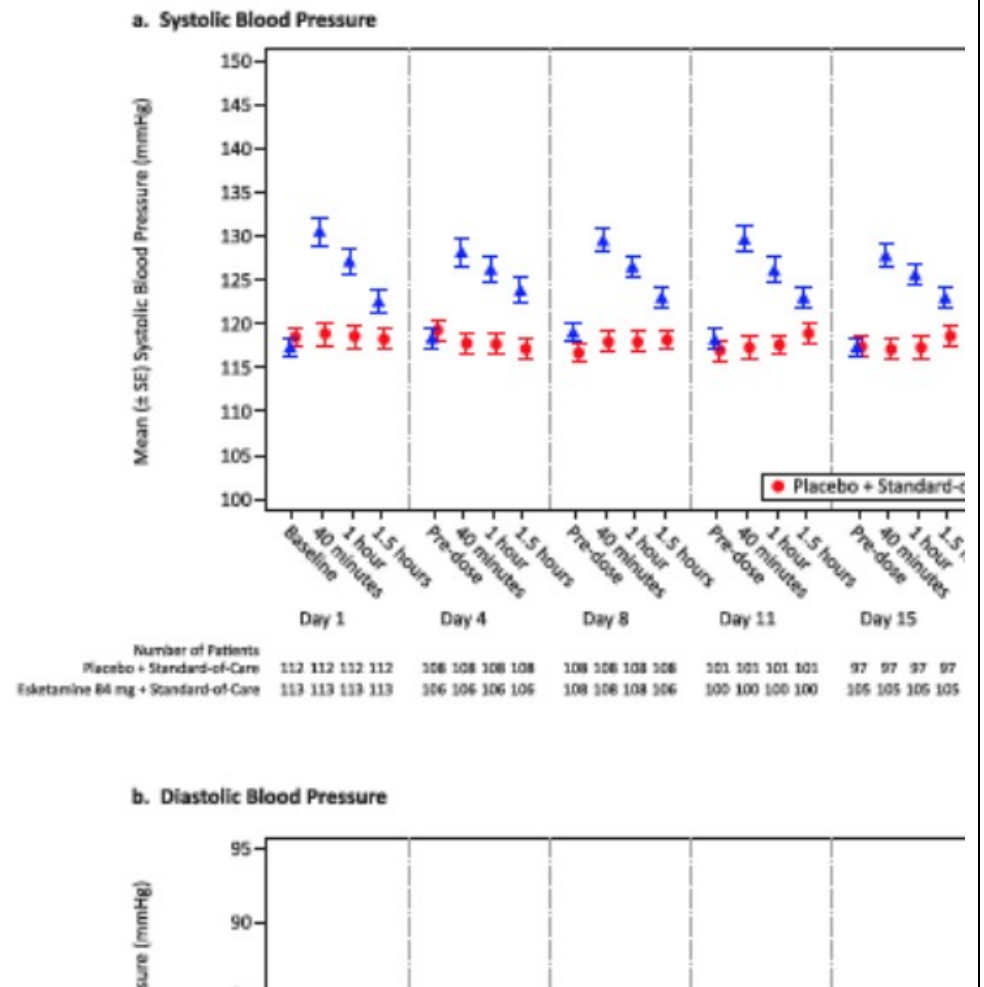 a. Systolic Blood Pressure
Mean (± SE) Systolic Blood Pressure (mmHg)
150
145
140
135
130
125
120
115
110
105
100
Placebo + Standard-
Baseline 40 minutes 1 hour 1.5 hours Pre-dose 40 minutes 1 hour 1.5 hours Pre-dose 40 minutes 1 hour 1.5 hours Pre-dose 40 minutes 1 hour 1.5 hours Pre-dose 40 minutes 1 hour 1.5
Day 1 Day 4 Day 8 Day 11 Day 15
Number of Patients
Placebo + Standard-of-Care 112 112 112 112 108 108 108 108 108 108 108 108 101 101 101 101 97 97 97 97
Esketamine 84 mg + Standard-of-Care 113 113 113 113 106 106 106 106 108 108 108 106 100 100 100 100 105 105 105 105
b. Diastolic Blood Pressure
sure (mmHg)
95
90